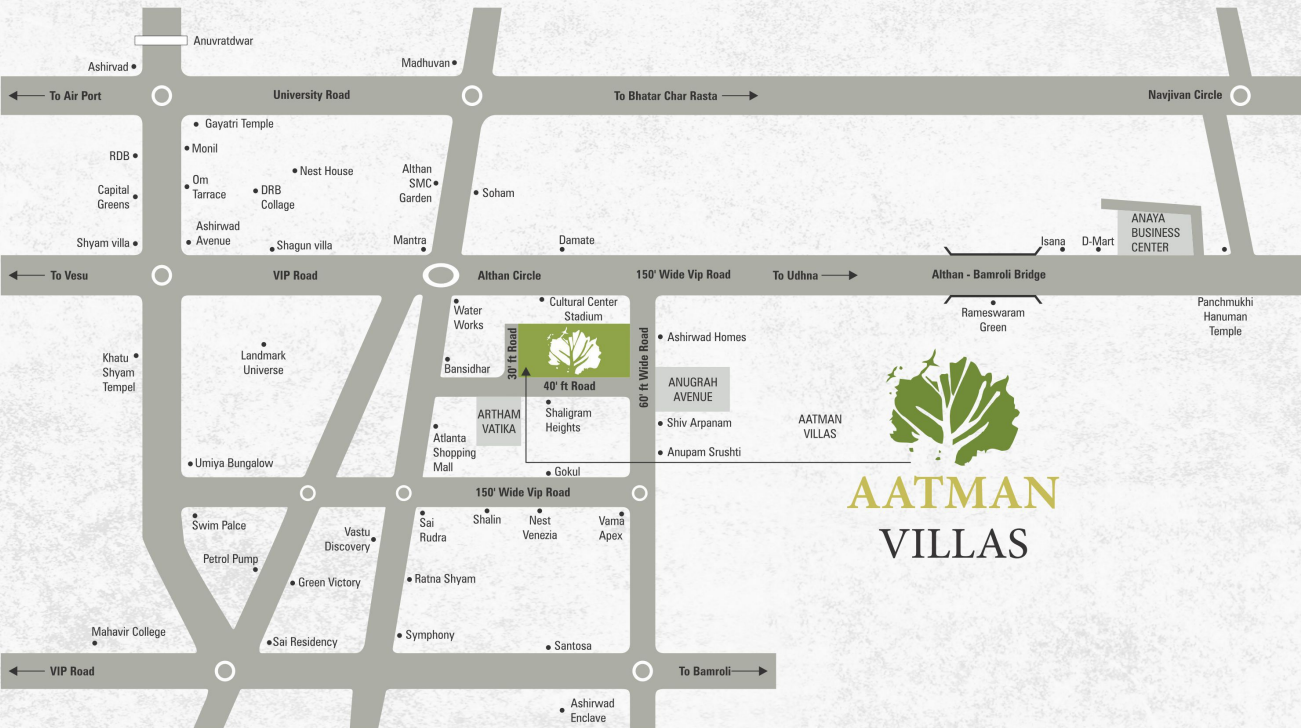 Anuvratdwar
Ashirvad
Madhuvan
To Air Port
University Road
To Bhatar Char Rasta
Navjivan Circle
Gayatri Temple
RDB
Monil
Nest House
Capital
Greens
Om
Tarrace
DRB
Collage
Althan
SMC
Garden
Soham
Shyam villa
Ashirwad
Avenue
Shagun villa
Mantra
Damate
Isana
D-Mart
ANAYA
BUSINESS
CENTER
To Vesu
VIP Road
Althan Circle
150' Wide Vip Road
To Udhna
Althan - Bamroli Bridge
Water
Works
Cultural Center
Stadium
Rameswaram
Green
Panchmukhi
Hanuman
Temple
Khatu
Shyam
Tempel
Landmark
Universe
Bansidhar
30' ft Road
40' ft Road
60' ft Wide Road
Ashirwad Homes
ANUGRAH
AVENUE
ARTHAM
VATIKA
Shaligram
Heights
Shiv Arpanam
AATMAN
VILLAS
Atlanta
Shopping
Mall
Anupam Srushti
Umiya Bungalow
Gokul
150' Wide Vip Road
AATMAN
VILLAS
Swim Palce
Vastu
Discovery
Sai
Rudra
Shalin
Nest
Venezia
Vama
Apex
Petrol Pump
Green Victory
Ratna Shyam
Mahavir College
Sai Residency
Symphony
Santosa
VIP Road
To Bamroli
Ashirwad
Enclave